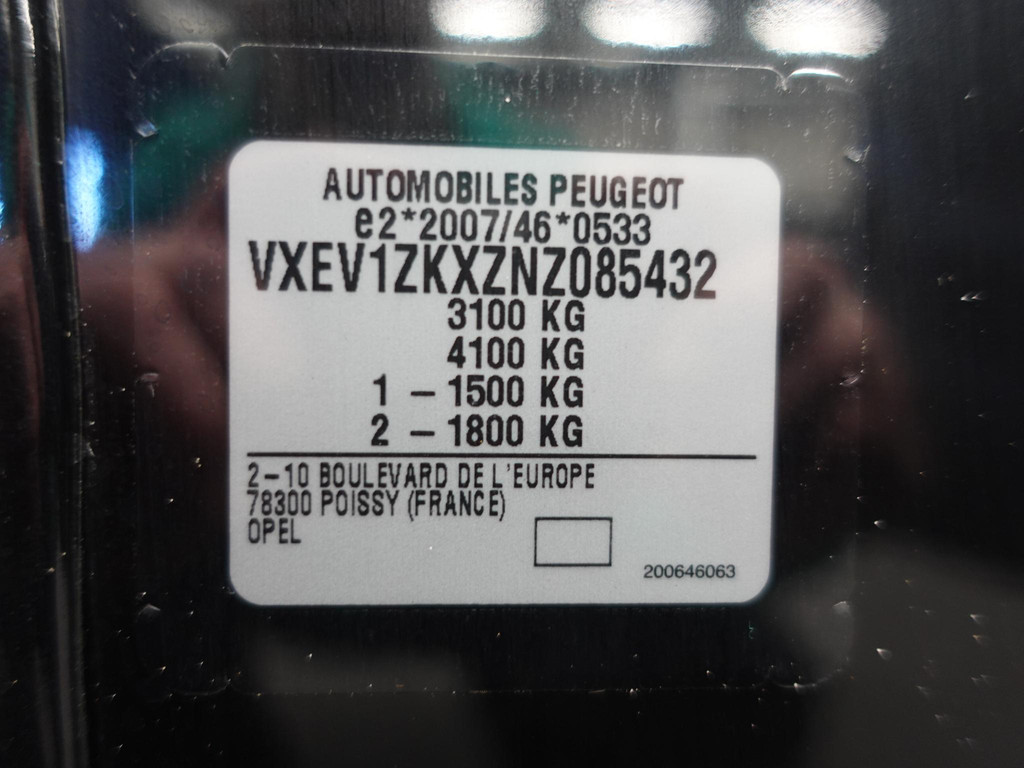 AUTOMOBILES PEUGEOT
e2*2007/46*0533
VXEV1ZKXZNZ085432
3100 KG
4100 KG
1 - 1500 KG
2 - 1800 KG
2-10 BOULEVARD DE L'EUROPE
78300 POISSY (FRANCE)
OPEL
200646063